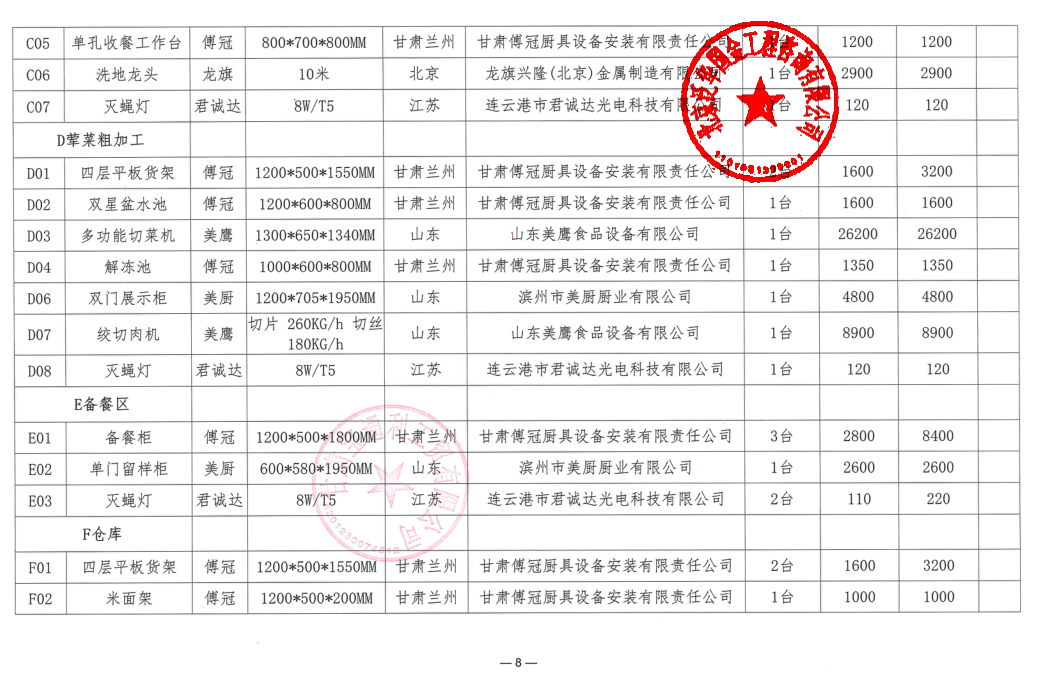 C05 单孔收餐工作台 傅冠 800*700*800MM 甘肃兰州 甘肃傅冠厨具设备安装有限责任公司 1台 1200 1200
C06 洗地龙头 龙旗 10米 北京 龙旗兴隆(北京)金属制造有限公司 1台 2900 2900
C07 灭蝇灯 君诚达 8W/T5 江苏 连云港市君诚达光电科技有限公司 1台 120 120
D荤菜粗加工
D01 四层平板货架 傅冠 1200*500*1550MM 甘肃兰州 甘肃傅冠厨具设备安装有限责任公司 2台 1600 3200
D02 双星盆水池 傅冠 1200*600*800MM 甘肃兰州 甘肃傅冠厨具设备安装有限责任公司 1台 1600 1600
D03 多功能切菜机 美鹰 1300*650*1340MM 山东 山东美鹰食品设备有限公司 1台 26200 26200
D04 解冻池 傅冠 1000*600*800MM 甘肃兰州 甘肃傅冠厨具设备安装有限责任公司 1台 1350 1350
D06 双门展示柜 美厨 1200*705*1950MM 山东 滨州市美厨厨业有限公司 1台 4800 4800
D07 绞切肉机 美鹰 切片 260KG/h 切丝 180KG/h 山东 山东美鹰食品设备有限公司 1台 8900 8900
D08 灭蝇灯 君诚达 8W/T5 江苏 连云港市君诚达光电科技有限公司 1台 120 120
E备餐区
E01 备餐柜 傅冠 1200*500*1800MM 甘肃兰州 甘肃傅冠厨具设备安装有限责任公司 3台 2800 8400
E02 单门留样柜 美厨 600*580*1950MM 山东 滨州市美厨厨业有限公司 1台 2600 2600
E03 灭蝇灯 君诚达 8W/T5 江苏 连云港市君诚达光电科技有限公司 2台 110 220
F仓库
F01 四层平板货架 傅冠 1200*500*1550MM 甘肃兰州 甘肃傅冠厨具设备安装有限责任公司 2台 1600 3200
F02 米面架 傅冠 1200*500*200MM 甘肃兰州 甘肃傅冠厨具设备安装有限责任公司 1台 1000 1000
— 8 —